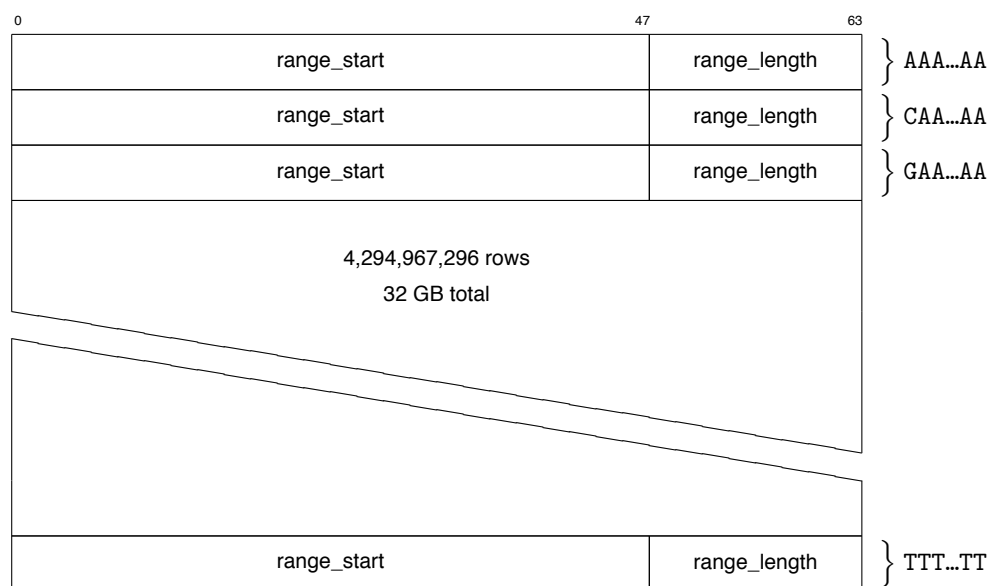 0 47 63
range_start range_length } AAA…AA
range_start range_length } CAA…AA
range_start range_length } GAA…AA
4,294,967,296 rows
32 GB total
range_start range_length } TTT…TT